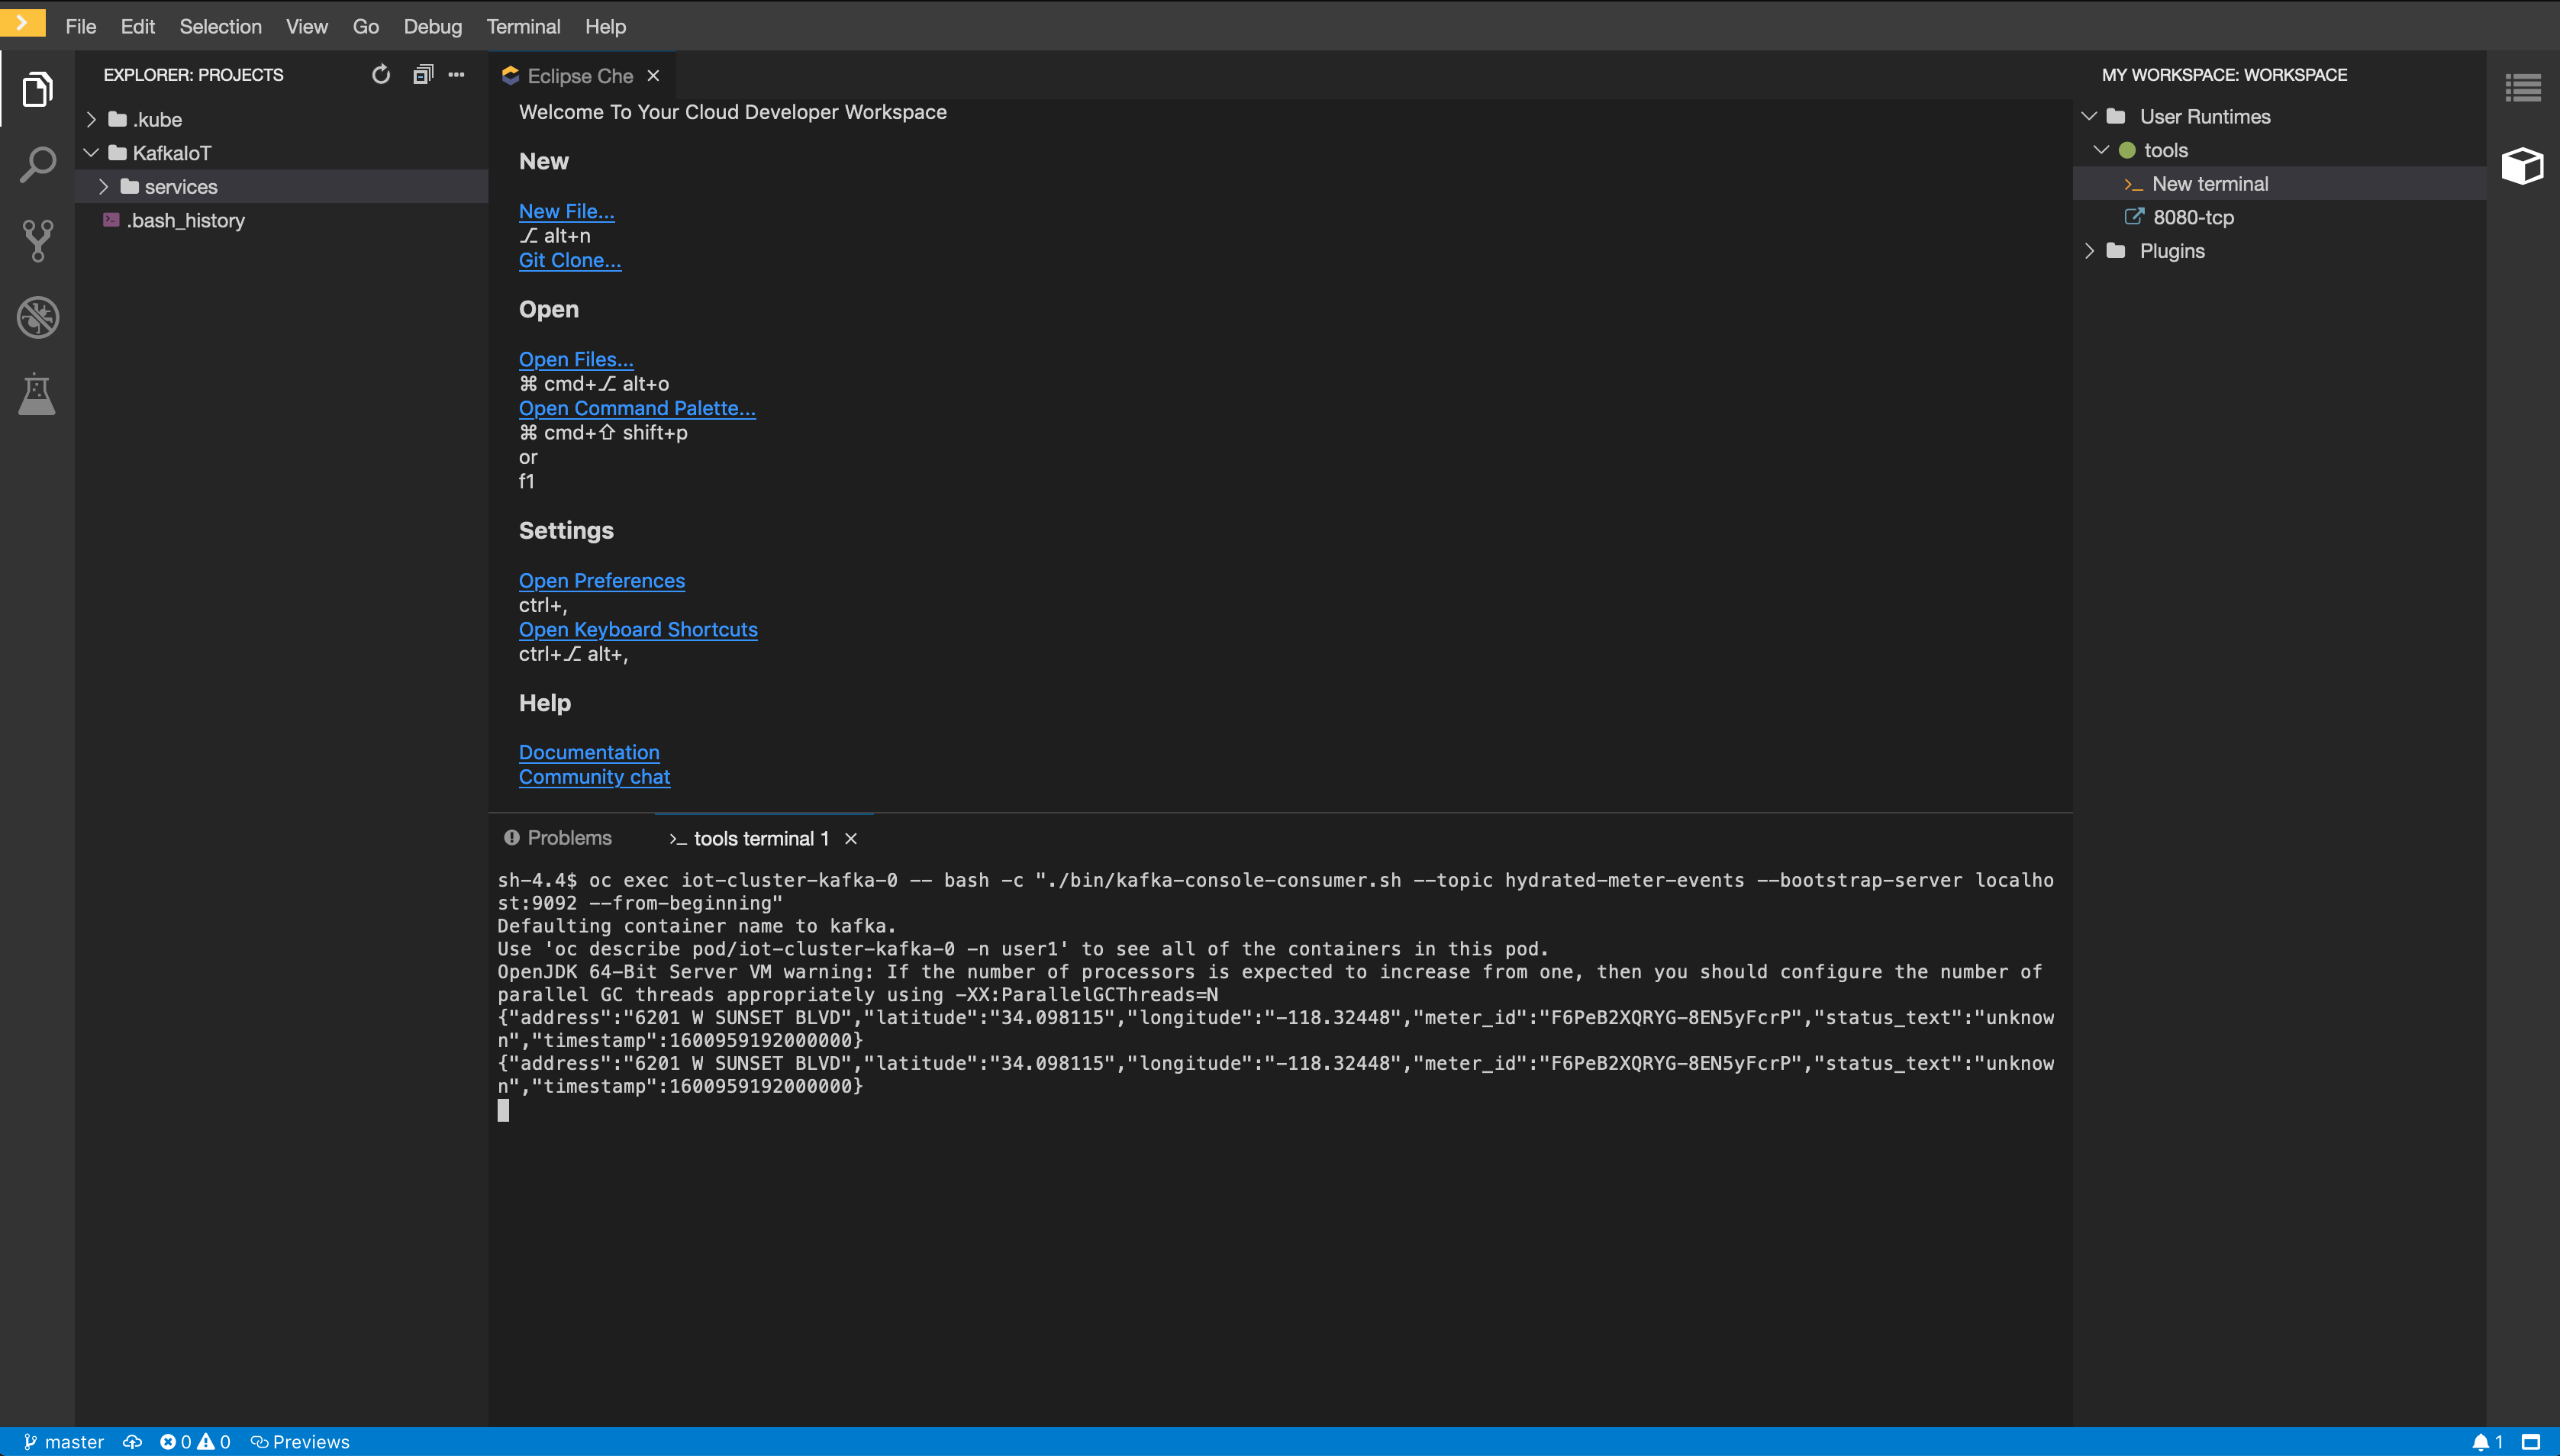 File Edit Selection View Go Debug Terminal Help
EXPLORER: PROJECTS
.kube
KafkaIoT
services
.bash_history
Eclipse Che
Welcome To Your Cloud Developer Workspace
New
New File...
⌥ alt+n
Git Clone...
Open
Open Files...
⌘ cmd+⌥ alt+o
Open Command Palette...
⌘ cmd+⇧ shift+p
or
f1
Settings
Open Preferences
ctrl+,
Open Keyboard Shortcuts
ctrl+⌥ alt+,
Help
Documentation
Community chat
Problems
>_ tools terminal 1
sh-4.4$ oc exec iot-cluster-kafka-0 -- bash -c "./bin/kafka-console-consumer.sh --topic hydrated-meter-events --bootstrap-server localho
st:9092 --from-beginning"
Defaulting container name to kafka.
Use 'oc describe pod/iot-cluster-kafka-0 -n user1' to see all of the containers in this pod.
OpenJDK 64-Bit Server VM warning: If the number of processors is expected to increase from one, then you should configure the number of
parallel GC threads appropriately using -XX:ParallelGCThreads=N
{"address":"6201 W SUNSET BLVD","latitude":"34.098115","longitude":"-118.32448","meter_id":"F6PeB2XQRYG-8EN5yFcrP","status_text":"unknow
n","timestamp":1600959192000000}
{"address":"6201 W SUNSET BLVD","latitude":"34.098115","longitude":"-118.32448","meter_id":"F6PeB2XQRYG-8EN5yFcrP","status_text":"unknow
n","timestamp":1600959192000000}
MY WORKSPACE: WORKSPACE
User Runtimes
tools
>_ New terminal
8080-tcp
Plugins
master 0 0 Previews
1